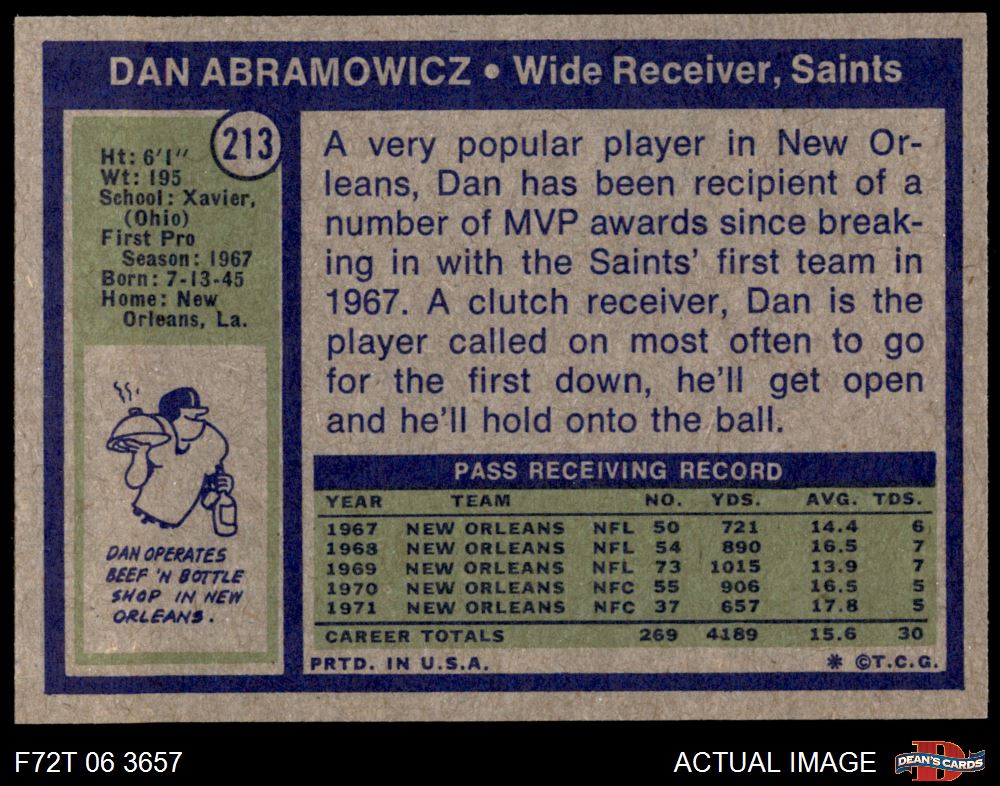 DAN ABRAMOWICZ • Wide Receiver, Saints
213
Ht: 6'1"
Wt: 195
School: Xavier,
(Ohio)
First Pro
Season: 1967
Born: 7-13-45
Home: New
Orleans, La.
DAN OPERATES
BEEF 'N BOTTLE
SHOP IN NEW
ORLEANS.
A very popular player in New Or-
leans, Dan has been recipient of a
number of MVP awards since break-
ing in with the Saints' first team in
1967. A clutch receiver, Dan is the
player called on most often to go
for the first down, he'll get open
and he'll hold onto the ball.
PASS RECEIVING RECORD
YEAR TEAM NO. YDS. AVG. TDS.
1967 NEW ORLEANS NFL 50 721 14.4 6
1968 NEW ORLEANS NFL 54 890 16.5 7
1969 NEW ORLEANS NFL 73 1015 13.9 7
1970 NEW ORLEANS NFC 55 906 16.5 5
1971 NEW ORLEANS NFC 37 657 17.8 5
CAREER TOTALS 269 4189 15.6 30
PRTD. IN U.S.A. * ©T.C.G.
F72T 06 3657 ACTUAL IMAGE
D
DEAN'S CARDS